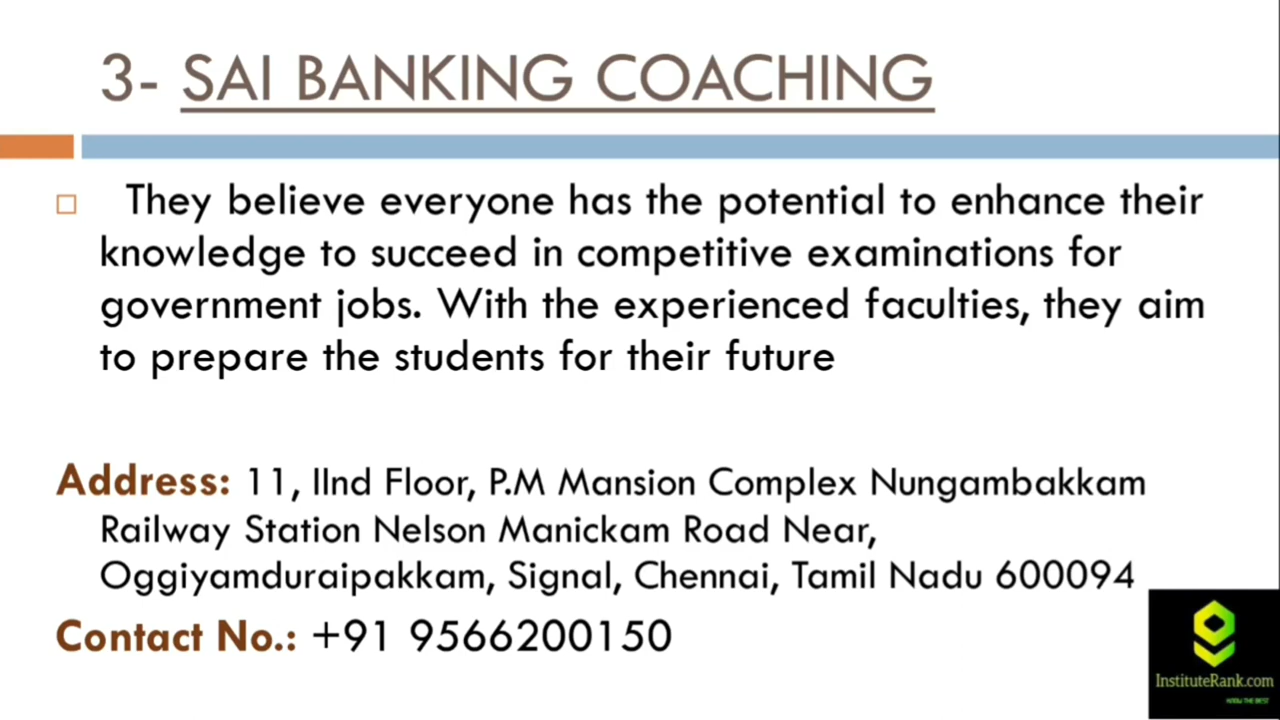 3- SAI BANKING COACHING
They believe everyone has the potential to enhance their
knowledge to succeed in competitive examinations for
government jobs. With the experienced faculties, they aim
to prepare the students for their future
Address: 11, IInd Floor, P.M Mansion Complex Nungambakkam
Railway Station Nelson Manickam Road Near,
Oggiyamduraipakkam, Signal, Chennai, Tamil Nadu 600094
Contact No.: +91 9566200150
InstituteRank.com
KNOW THE BEST